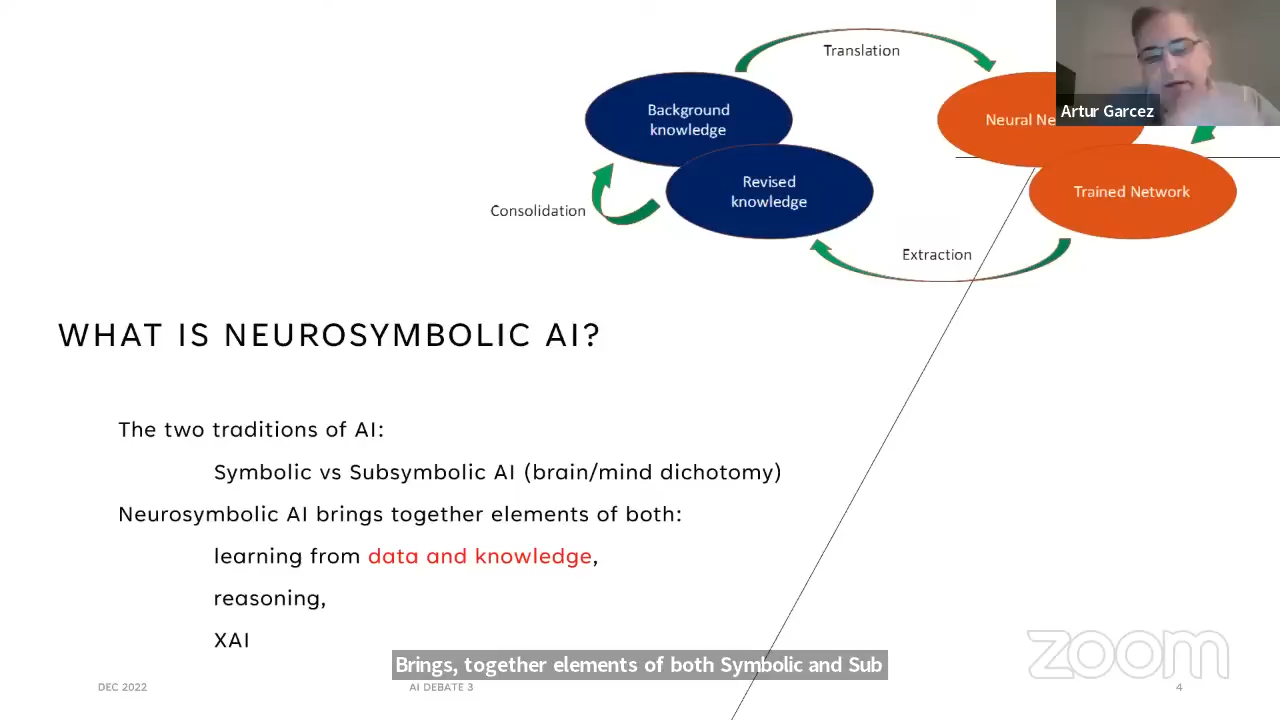 Translation
Artur Garcez
Background
knowledge
Neural Ne
Revised
knowledge
Trained Network
Consolidation
Extraction
WHAT IS NEUROSYMBOLIC AI?
The two traditions of AI:
Symbolic vs Subsymbolic AI (brain/mind dichotomy)
Neurosymbolic AI brings together elements of both:
learning from data and knowledge,
reasoning,
XAI
Brings, together elements of both Symbolic and Sub
zoom
DEC 2022
AI DEBATE 3
4